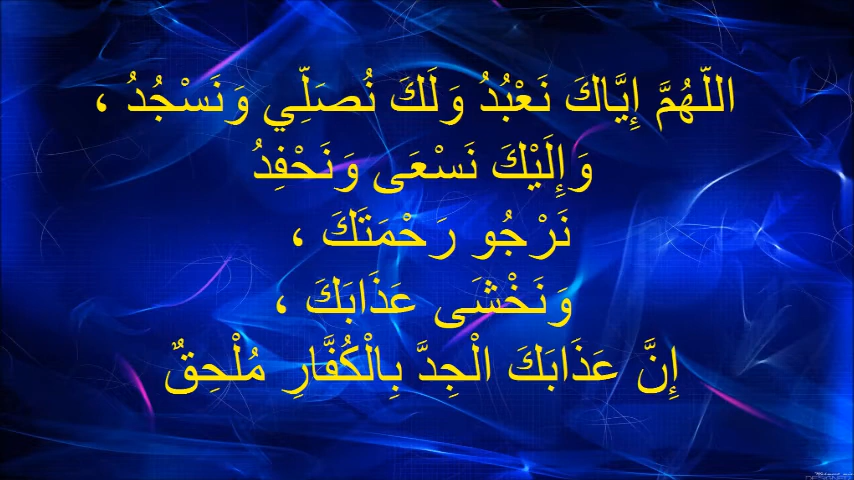 اللّهُمَّ إِيَّاكَ نَعْبُدُ وَلَكَ نُصَلِّي وَنَسْجُدُ ،
وَإِلَيْكَ نَسْعَى وَنَحْفِدُ
نَرْجُو رَحْمَتَكَ ،
وَنَخْشَى عَذَابَكَ ،
إِنَّ عَذَابَكَ الْجِدَّ بِالْكُفَّارِ مُلْحِقٌ